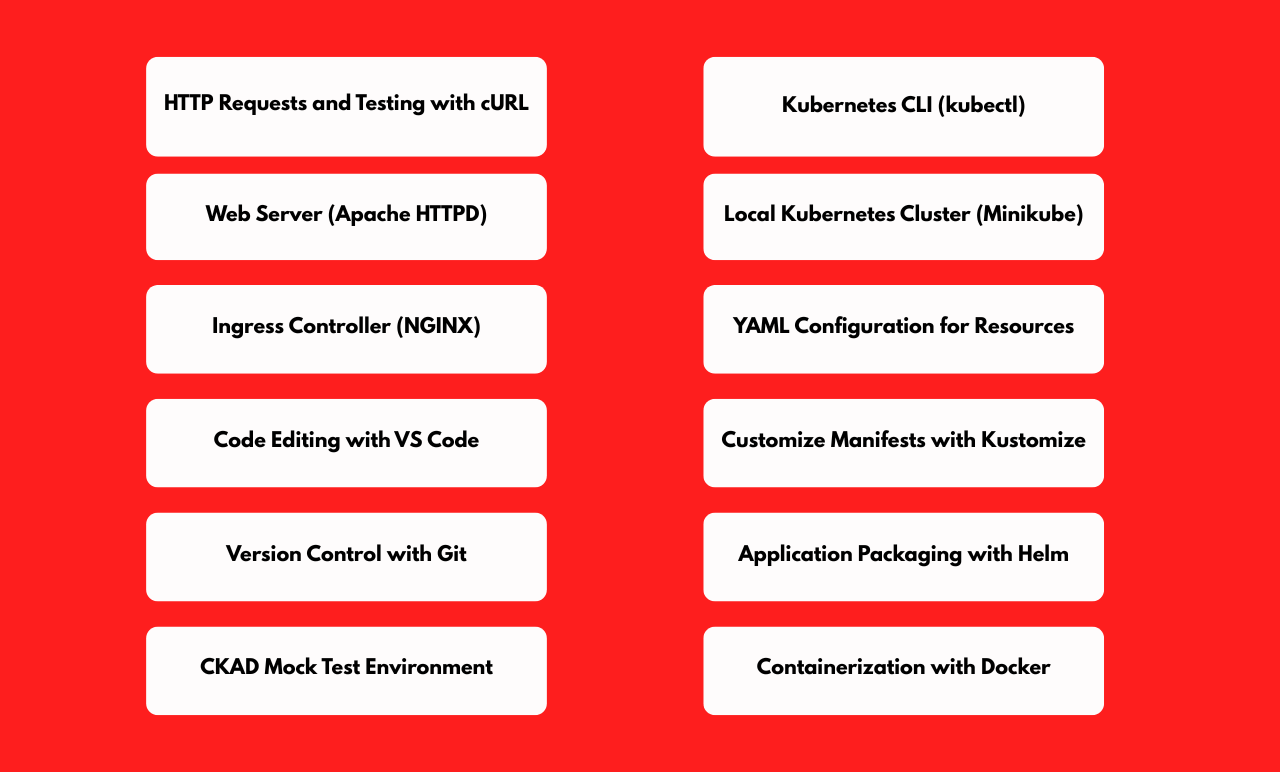 HTTP Requests and Testing with cURL
Kubernetes CLI (kubectl)
Web Server (Apache HTTPD)
Local Kubernetes Cluster (Minikube)
Ingress Controller (NGINX)
YAML Configuration for Resources
Code Editing with VS Code
Customize Manifests with Kustomize
Version Control with Git
Application Packaging with Helm
CKAD Mock Test Environment
Containerization with Docker